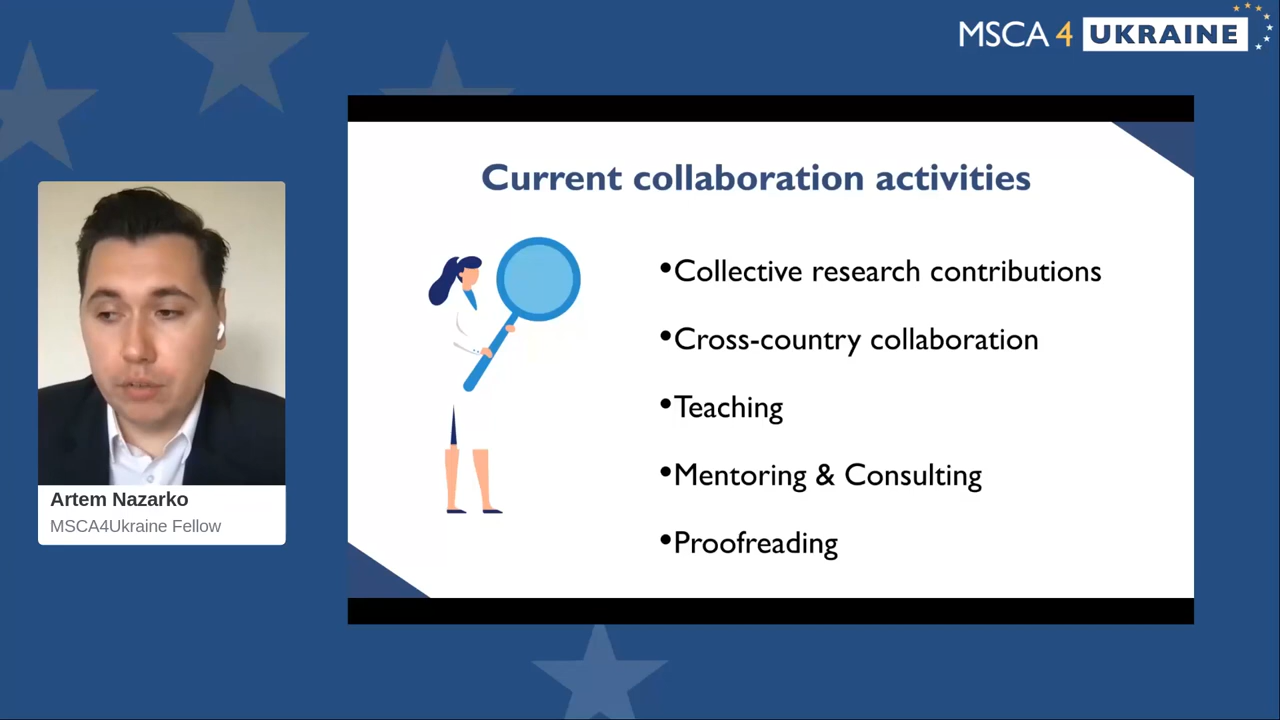 MSCA 4 UKRAINE
Current collaboration activities
•Collective research contributions
•Cross-country collaboration
•Teaching
•Mentoring & Consulting
•Proofreading
Artem Nazarko
MSCA4Ukraine Fellow